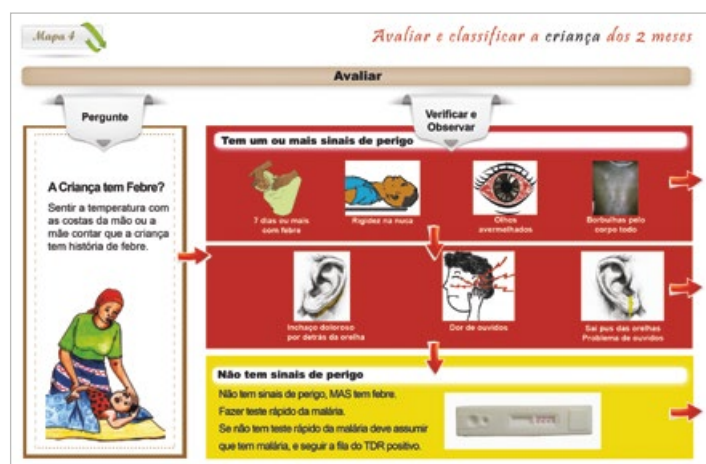 Mapa 4
Avaliar e classificar a criança dos 2 meses
Avaliar
Pergunte
Verificar e
Observar
A Criança tem Febre?
Sentir a temperatura com
as costas da mão ou a
mãe contar que a criança
tem história de febre.
Tem um ou mais sinais de perigo
7 dias ou mais
com febre
Rigidez na nuca
Olhos
avermelhados
Borbulhas pelo
corpo todo
Inchaço doloroso
por detrás da orelha
Dor de ouvidos
Sai pus das orelhas
Problema de ouvidos
Não tem sinais de perigo
Não tem sinais de perigo, MAS tem febre.
Fazer teste rápido da malária.
Se não tem teste rápido da malária deve assumir
que tem malária, e seguir a fila do TDR positivo.